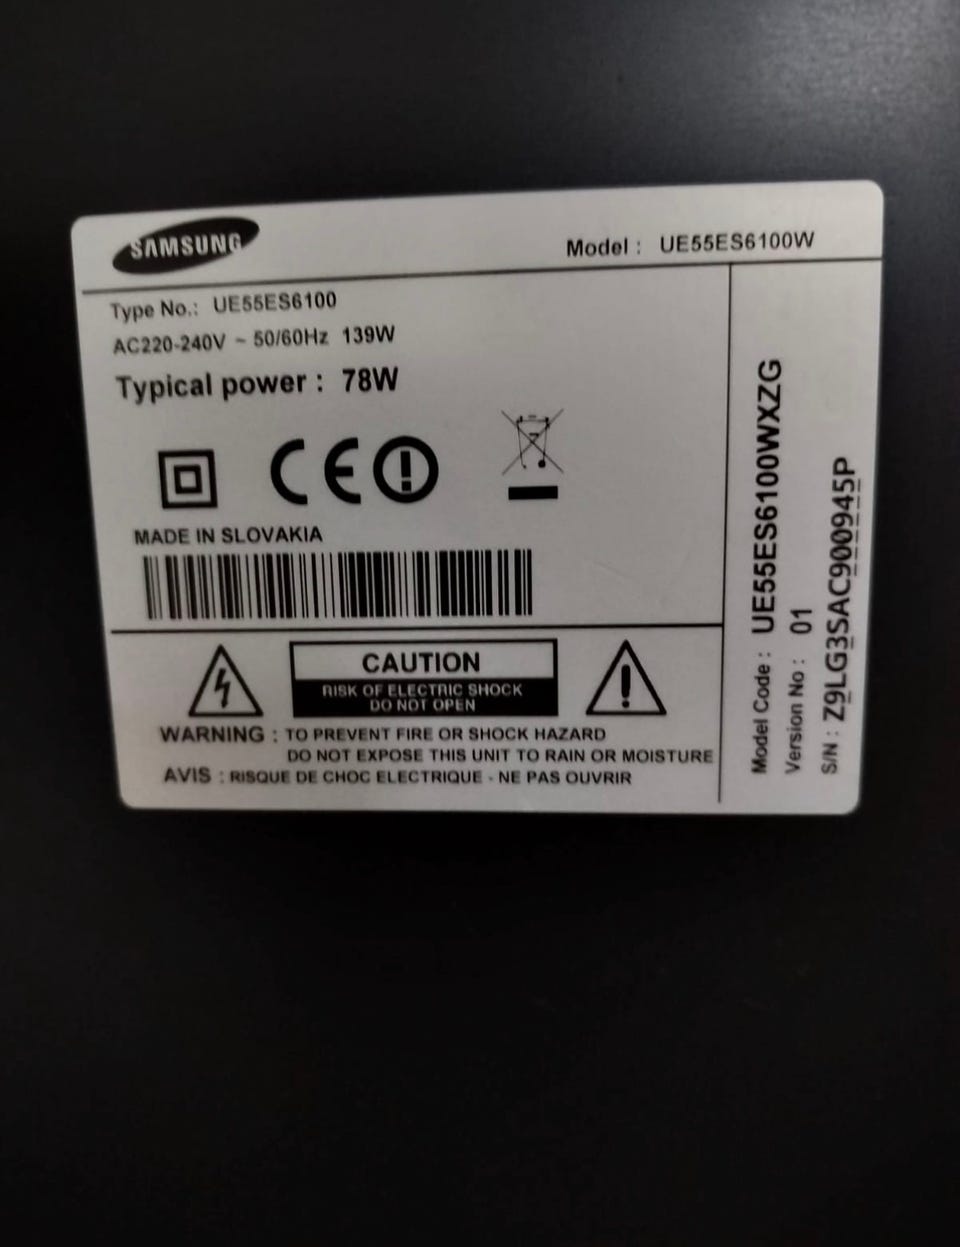 SAMSUNG
Model : UE55ES6100W
Type No.: UE55ES6100
AC220-240V ~ 50/60Hz 139W
Typical power : 78W
CE
MADE IN SLOVAKIA
CAUTION
RISK OF ELECTRIC SHOCK
DO NOT OPEN
WARNING : TO PREVENT FIRE OR SHOCK HAZARD
DO NOT EXPOSE THIS UNIT TO RAIN OR MOISTURE
AVIS : RISQUE DE CHOC ELECTRIQUE - NE PAS OUVRIR
Model Code : UE55ES6100WXZG
Version No : 01
S/N : Z9LG3SAC900945P